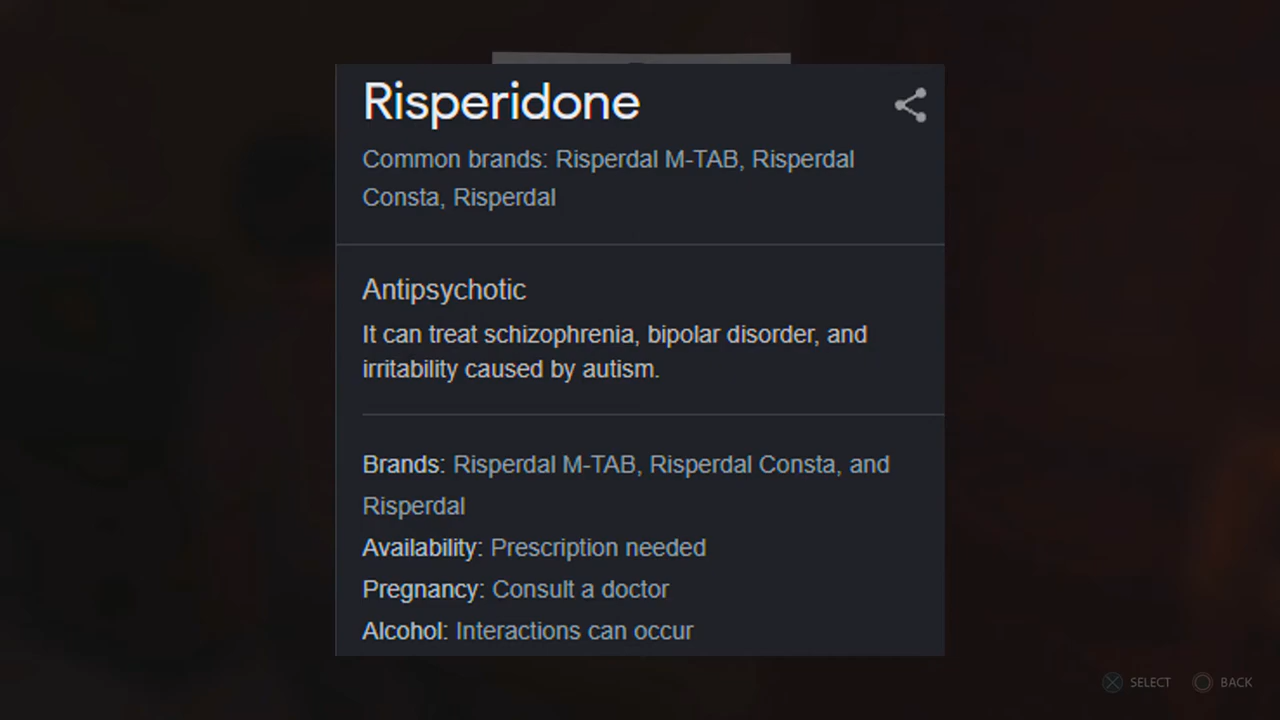 Risperidone
Common brands: Risperdal M-TAB, Risperdal
Consta, Risperdal
Antipsychotic
It can treat schizophrenia, bipolar disorder, and
irritability caused by autism.
Brands: Risperdal M-TAB, Risperdal Consta, and
Risperdal
Availability: Prescription needed
Pregnancy: Consult a doctor
Alcohol: Interactions can occur
SELECT BACK